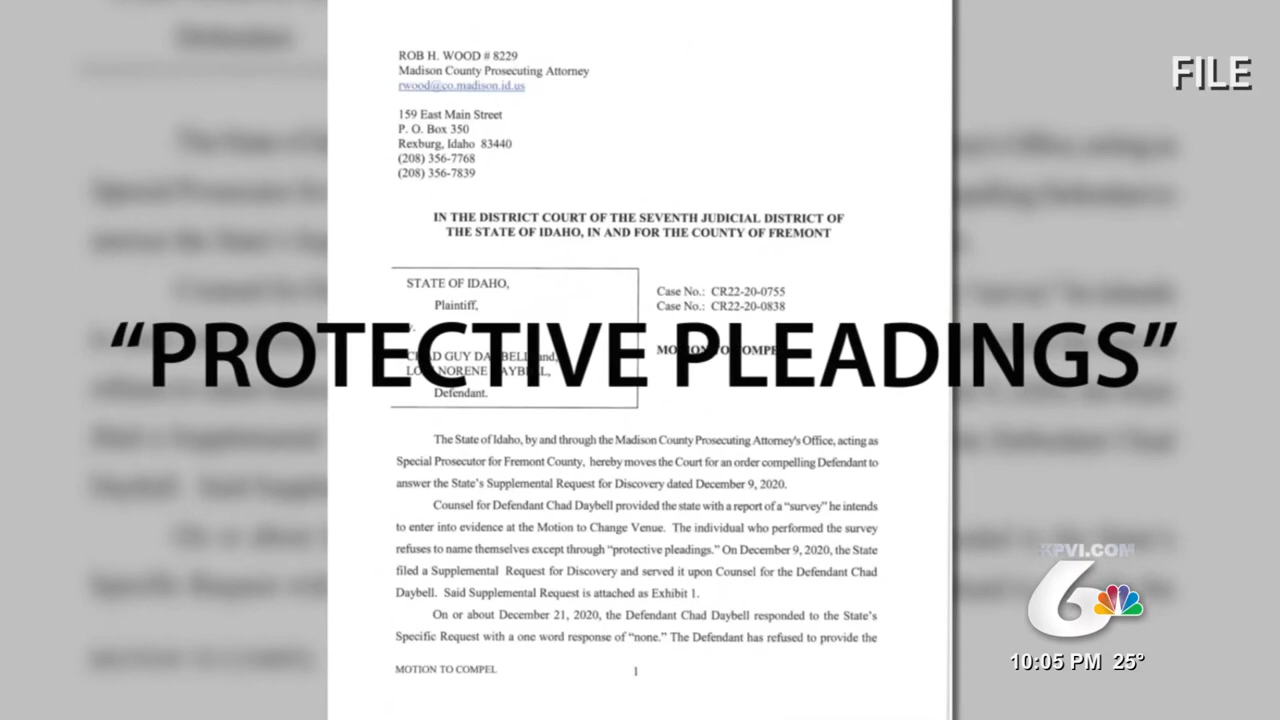 FILE
ROB H. WOOD # 8229
Madison County Prosecuting Attorney
rwood@co.madison.id.us
159 East Main Street
P. O. Box 350
Rexburg, Idaho 83440
(208) 356-7768
(208) 356-7839
IN THE DISTRICT COURT OF THE SEVENTH JUDICIAL DISTRICT OF
THE STATE OF IDAHO, IN AND FOR THE COUNTY OF FREMONT
STATE OF IDAHO,
Plaintiff,
Case No.: CR22-20-0755
Case No.: CR22-20-0838
“PROTECTIVE PLEADINGS”
GUY
NORENE
Defendant.
The State of Idaho, by and through the Madison County Prosecuting Attorney's Office, acting as
Special Prosecutor for Fremont County, hereby moves the Court for an order compelling Defendant to
answer the State’s Supplemental Request for Discovery dated December 9, 2020.
Counsel for Defendant Chad Daybell provided the state with a report of a “survey” he intends
to enter into evidence at the Motion to Change Venue. The individual who performed the survey
refuses to name themselves except through “protective pleadings.” On December 9, 2020, the State
filed a Supplemental Request for Discovery and served it upon Counsel for the Defendant Chad
Daybell. Said Supplemental Request is attached as Exhibit 1.
On or about December 21, 2020, the Defendant Chad Daybell responded to the State’s
Specific Request with a one word response of “none.” The Defendant has refused to provide the
MOTION TO COMPEL 1
KPVI.COM
6
10:05 PM 25°